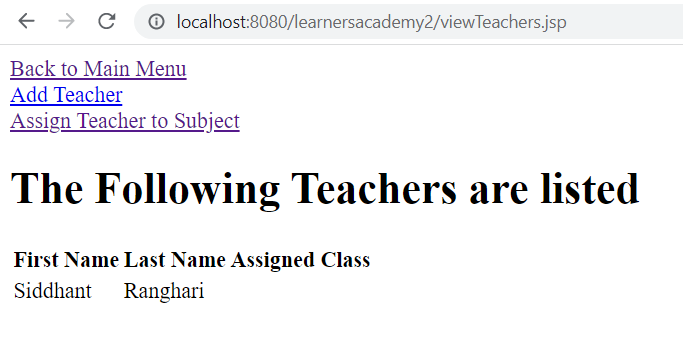 localhost:8080/learnersacademy2/viewTeachers.jsp
Back to Main Menu
Add Teacher
Assign Teacher to Subject
The Following Teachers are listed
First Name Last Name Assigned Class
Siddhant Ranghari